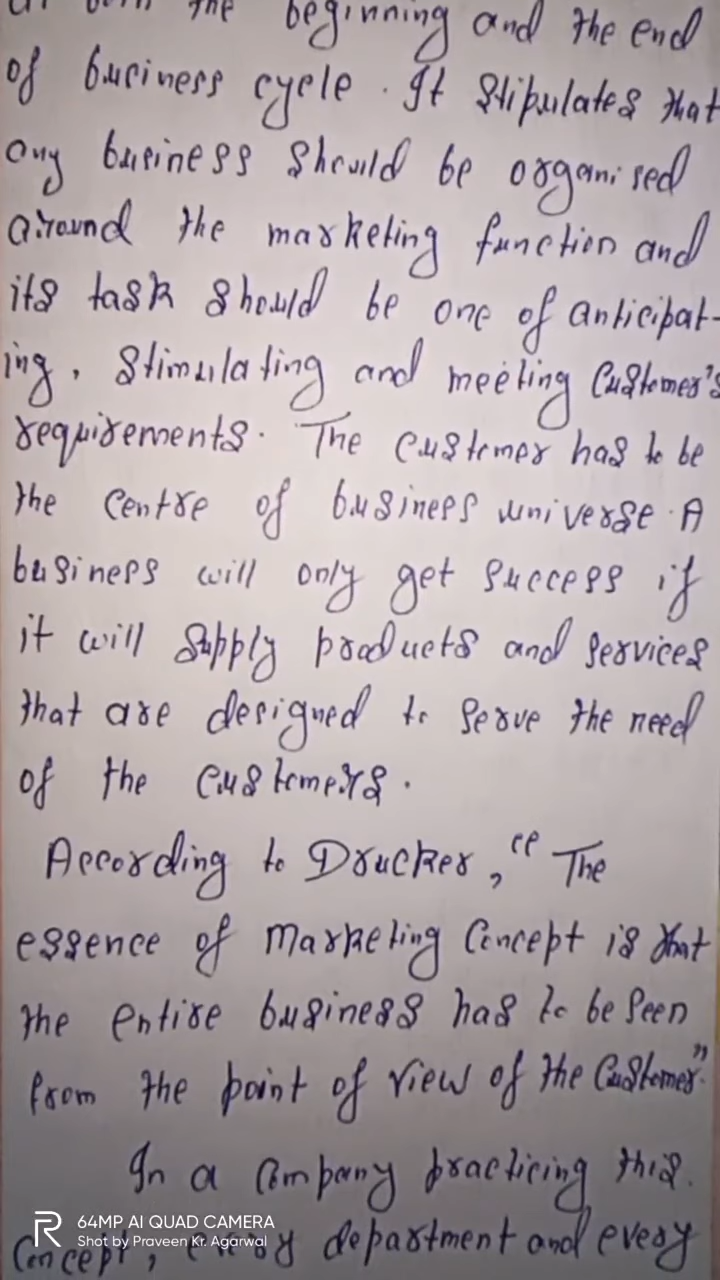 at both the beginning and the end
of business cycle. It stipulates that
any business should be organised
around the marketing function and
its task should be one of anticipat-
ing, stimulating and meeting Customer's
requirements. The customer has to be
the centre of business universe. A
business will only get success if
it will supply products and services
that are designed to serve the need
of the customers.
According to Drucker, "The
essence of marketing Concept is that
the entire business has to be seen
from the point of view of the Customer."
In a Company practicing this
Concept, every department and every
64MP AI QUAD CAMERA
Shot by Praveen Kr. Agarwal